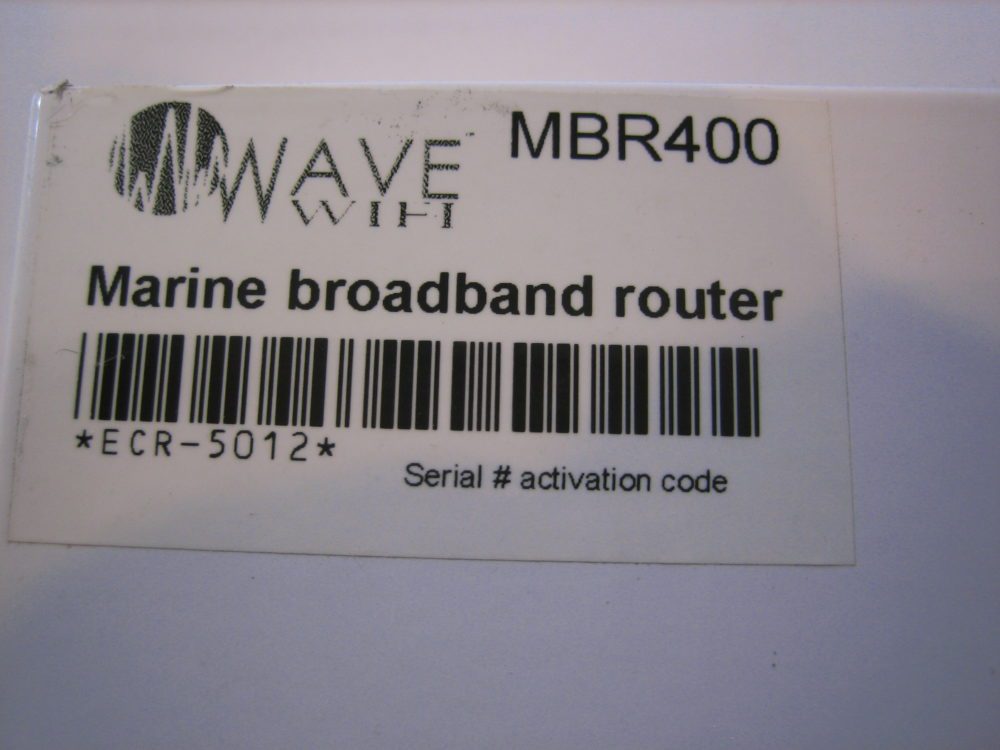 WAVE MBR400
WIFI
Marine broadband router
*ECR-5012*
Serial # activation code